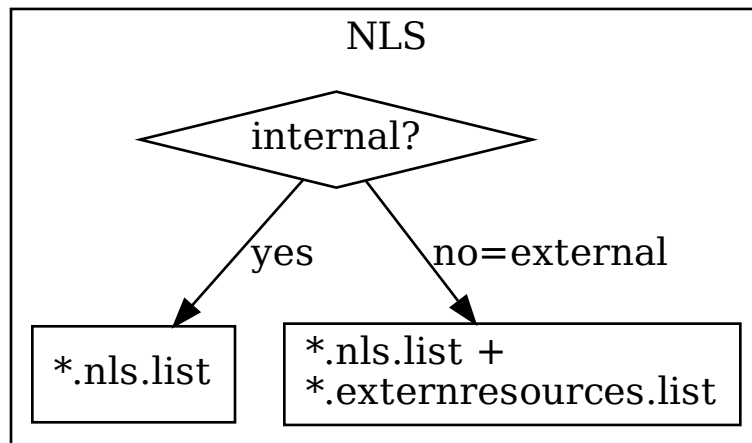 NLS
internal?
yes
no=external
*.nls.list
*.nls.list +
*.externresources.list